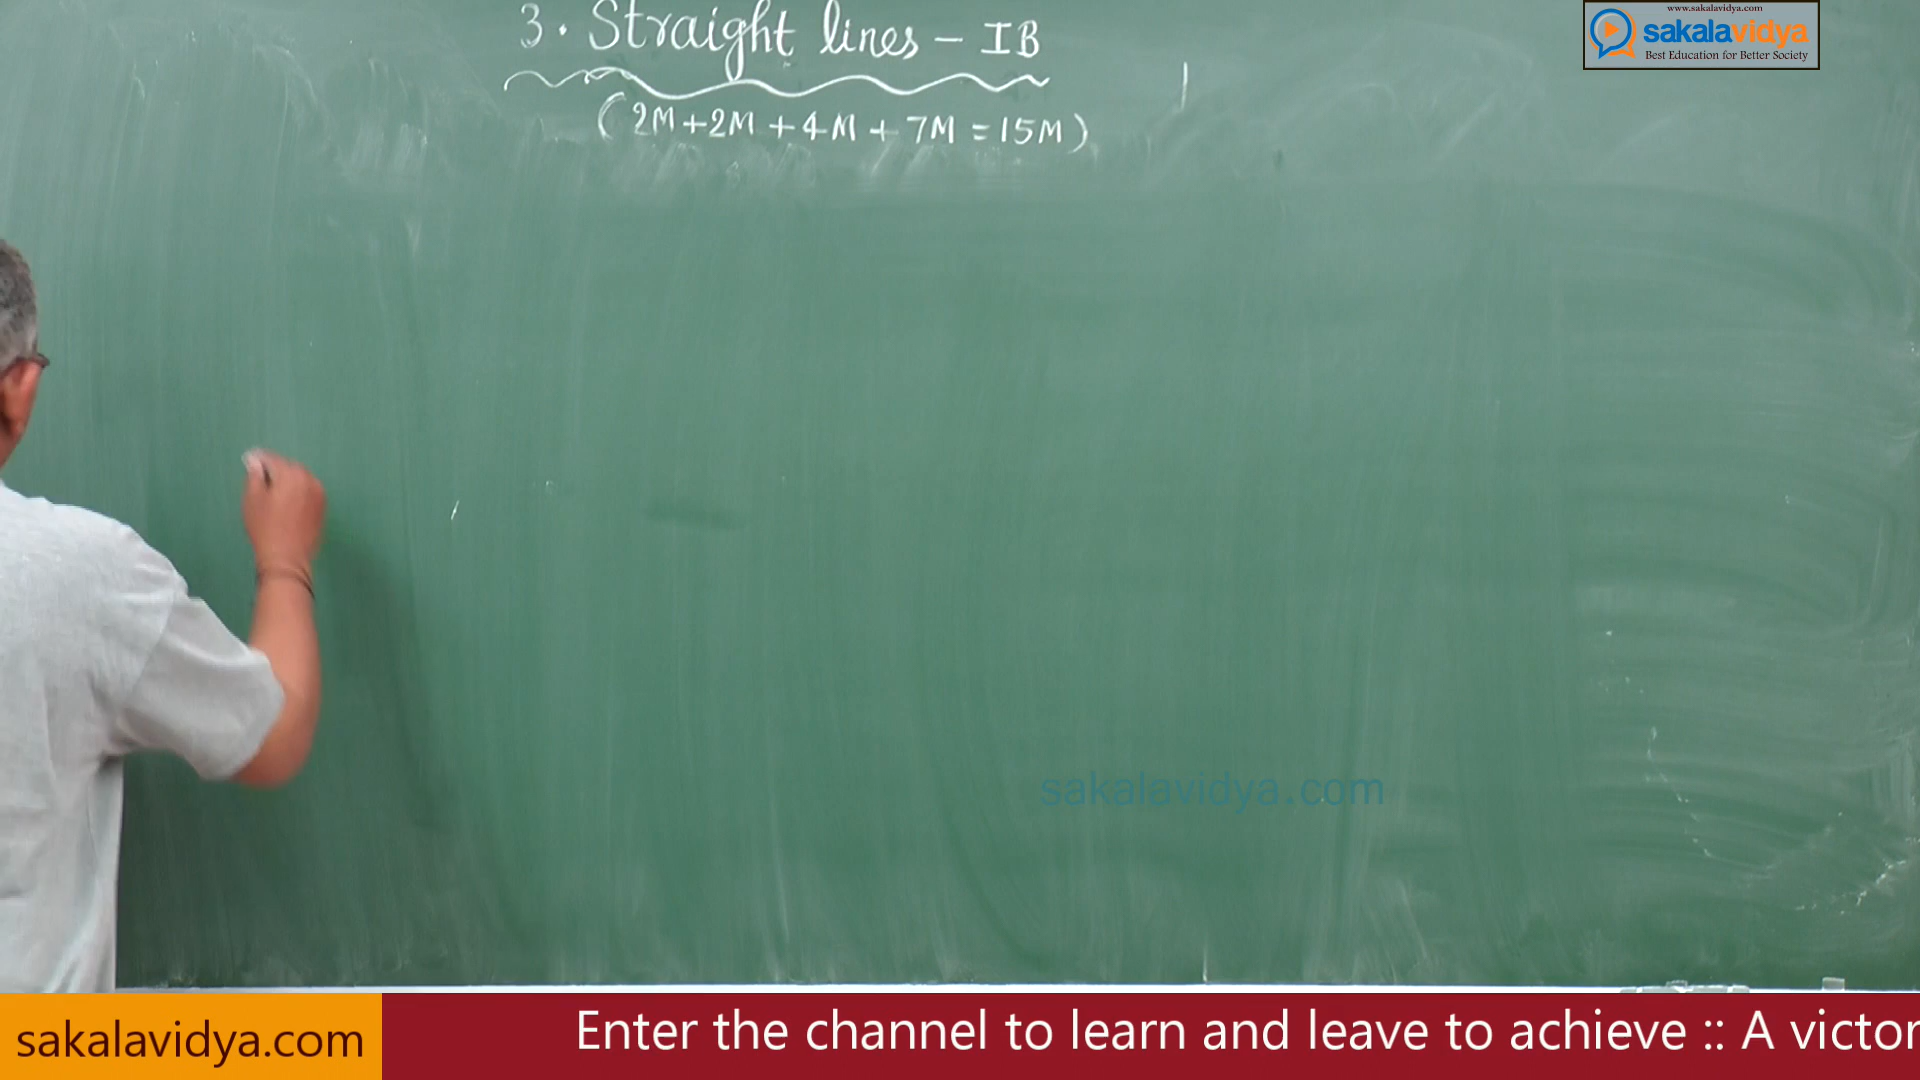 3. Straight lines - IB
(2M+2M+4M+7M=15M)
www.sakalavidya.com
sakalavidya
Best Education for Better Society
sakalavidya.com
sakalavidya.com
Enter the channel to learn and leave to achieve :: A victor